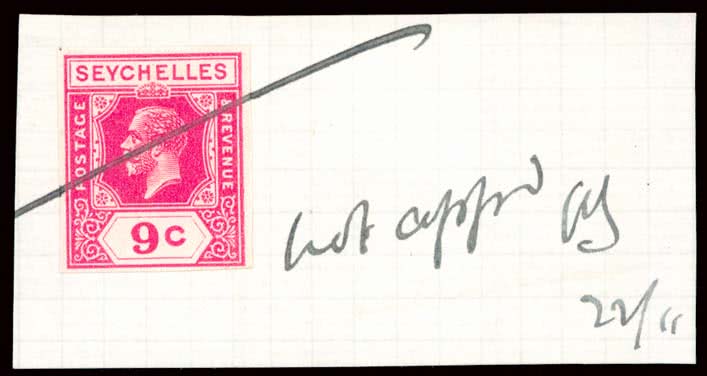 SEYCHELLES
POSTAGE
& REVENUE
9c
not appd
22/11